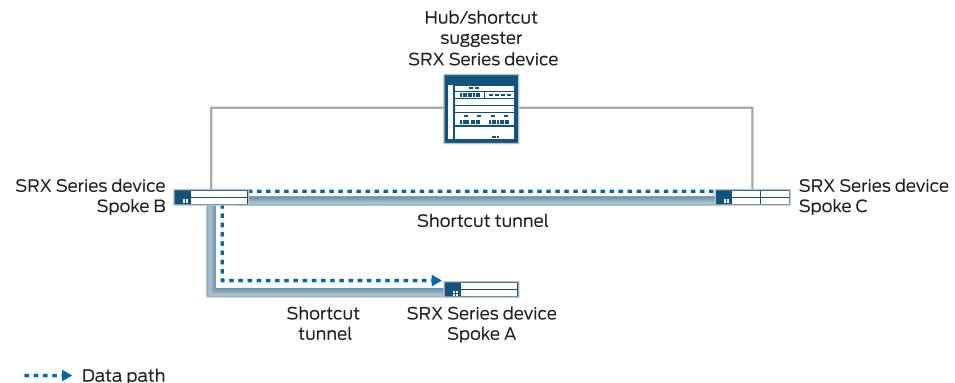 Hub/shortcut
suggester
SRX Series device
SRX Series device
Spoke B
SRX Series device
Spoke C
Shortcut tunnel
Shortcut
tunnel
SRX Series device
Spoke A
Data path